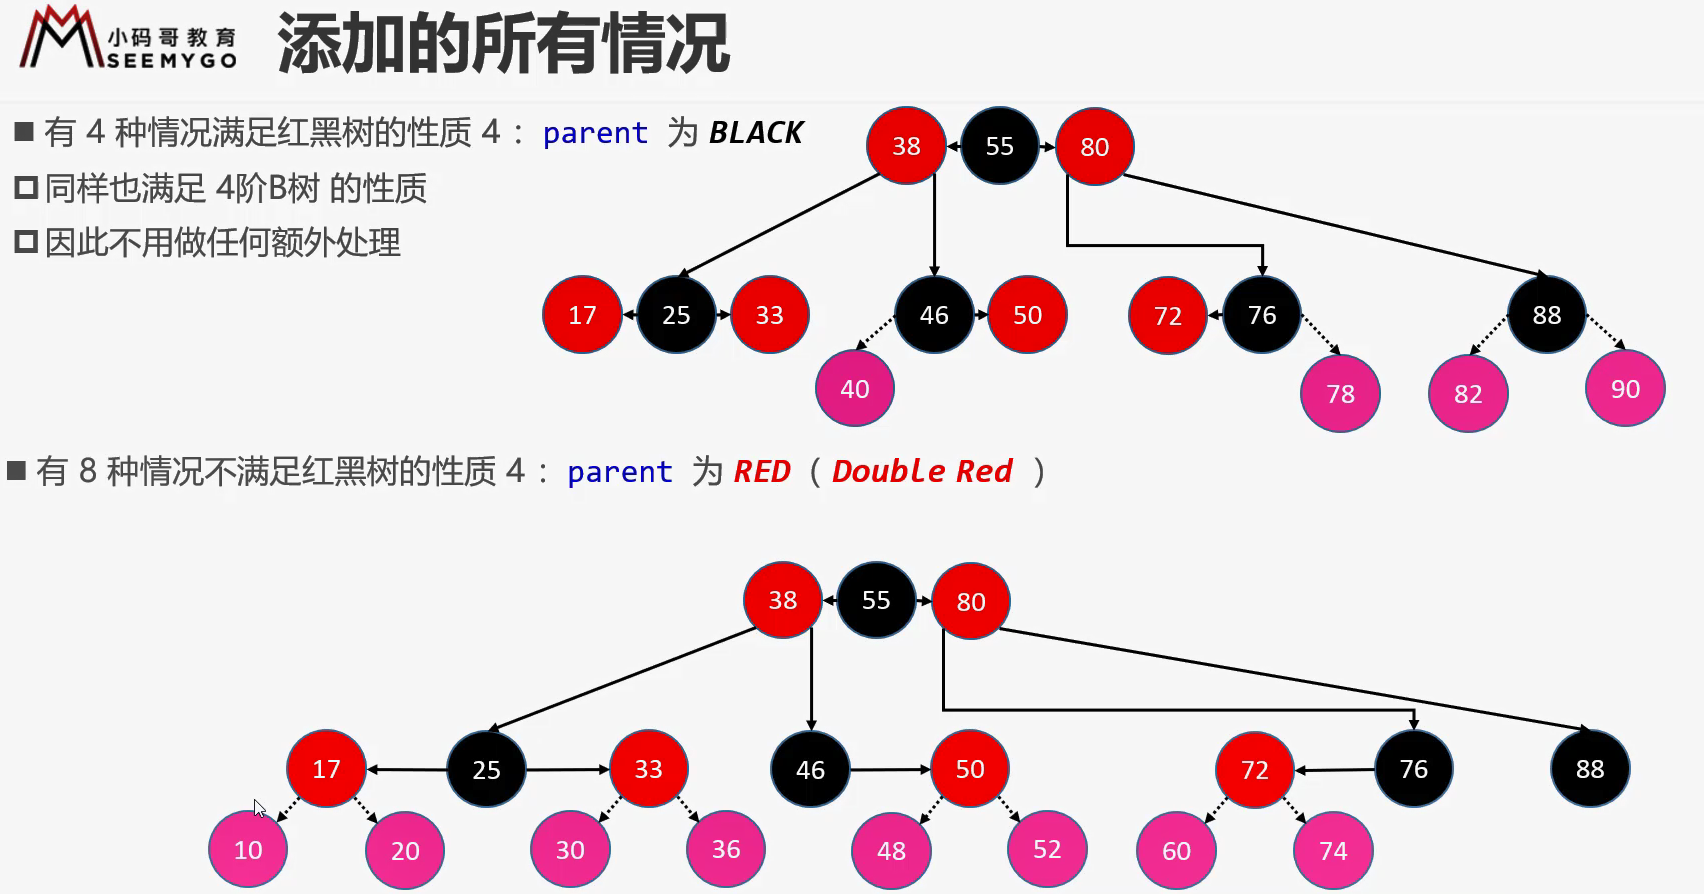 小码哥教育
SEEMYGO
添加的所有情况
■ 有 4 种情况满足红黑树的性质 4 : parent 为 BLACK
同样也满足 4阶B树 的性质
因此不用做任何额外处理
38 55 80
17 25 33 46 50 72 76 88
40 78 82 90
■ 有 8 种情况不满足红黑树的性质 4 : parent 为 RED ( Double Red )
38 55 80
17 25 33 46 50 72 76 88
10 20 30 36 48 52 60 74